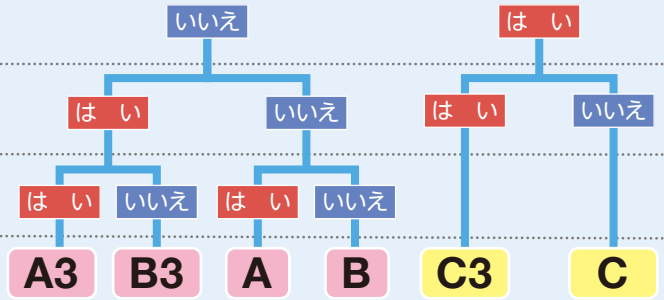 いいえ は い
は い いいえ は い いいえ
は い いいえ は い いいえ
A3 B3 A B C3 C